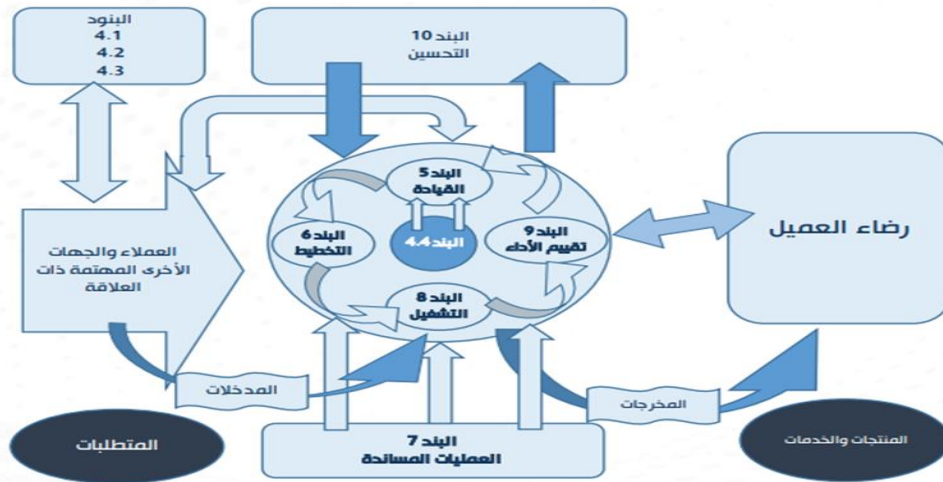 البنود
4.1
4.2
4.3
البند 10
التحسين
البند 5
القيادة
البند 6
التخطيط
البند 4.4
البند 9
تقييم الأداء
البند 8
التشغيل
رضاء العميل
العملاء والجهات
الأخرى المهتمة ذات
العلاقة
المدخلات
المخرجات
المتطلبات
البند 7
العمليات المساندة
المنتجات والخدمات